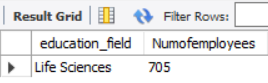 Result Grid Filter Rows:
education_field Numofemployees
Life Sciences 705